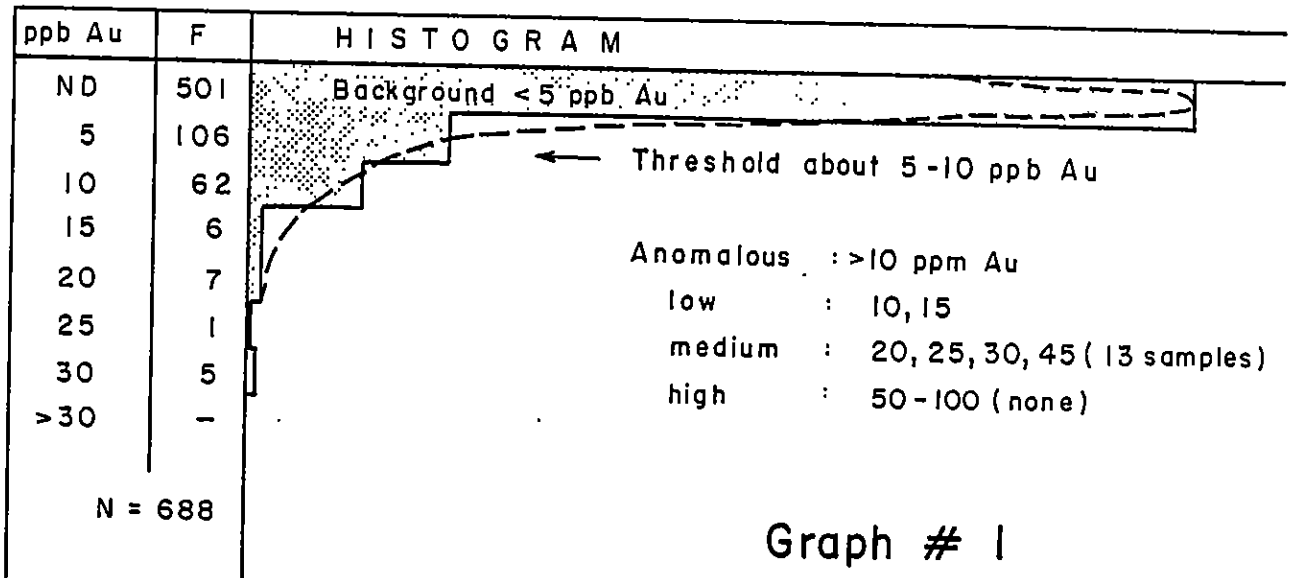 ppb Au F HISTOGRAM
ND 501 Background < 5 ppb Au
5 106
← Threshold about 5-10 ppb Au
10 62
15 6
Anomalous : >10 ppm Au
20 7
low : 10, 15
25 1
medium : 20, 25, 30, 45 (13 samples)
30 5
high : 50-100 (none)
>30 –
N = 688
Graph # 1